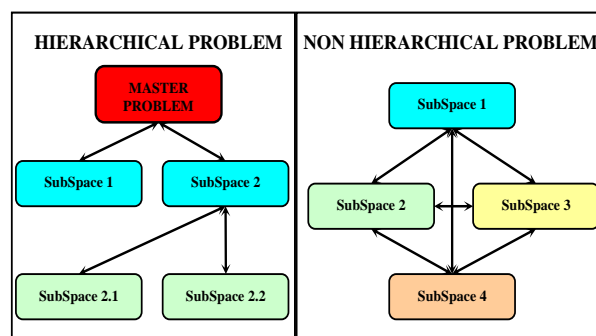 HIERARCHICAL PROBLEM
MASTER
PROBLEM
SubSpace 1
SubSpace 2
SubSpace 2.1
SubSpace 2.2
NON HIERARCHICAL PROBLEM
SubSpace 1
SubSpace 2
SubSpace 3
SubSpace 4